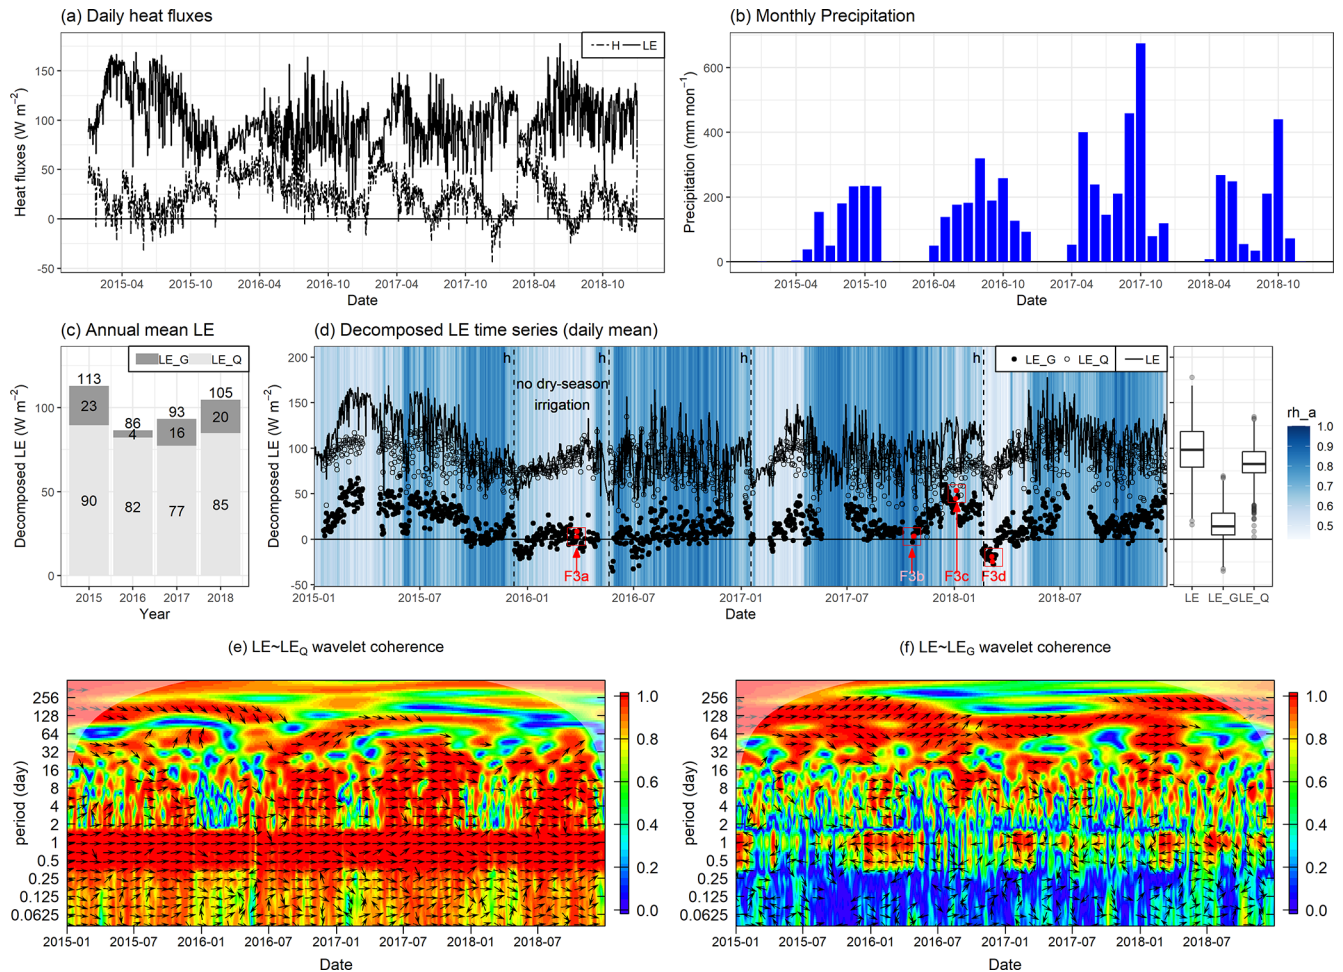 (a) Daily heat fluxes
H LE
150
100
50
0
-50
Heat fluxes (W m−2)
2015-04 2015-10 2016-04 2016-10 2017-04 2017-10 2018-04 2018-10
Date
(b) Monthly Precipitation
600
400
200
0
Precipitation (mm mon−1)
2015-04 2015-10 2016-04 2016-10 2017-04 2017-10 2018-04 2018-10
Date
(c) Annual mean LE
LE_G LE_Q
100
50
0
Decomposed LE (W m−2)
113
23
90
86
4
82
93
16
77
105
20
85
2015 2016 2017 2018
Year
(d) Decomposed LE time series (daily mean)
h h h h
LE_G LE_Q LE
no dry-season
irrigation
200
150
100
50
0
-50
Decomposed LE (W m−2)
F3a F3b F3c F3d
2015-01 2015-07 2016-01 2016-07 2017-01 2017-07 2018-01 2018-07
Date
LE LE_G LE_Q
rh_a
1.0
0.9
0.8
0.7
0.6
0.5
(e) LE~LEQ wavelet coherence
256
128
64
32
16
8
4
2
1
0.5
0.25
0.125
0.0625
period (day)
2015-01 2015-07 2016-01 2016-07 2017-01 2017-07 2018-01 2018-07
Date
1.0
0.8
0.6
0.4
0.2
0.0
(f) LE~LEG wavelet coherence
256
128
64
32
16
8
4
2
1
0.5
0.25
0.125
0.0625
period (day)
2015-01 2015-07 2016-01 2016-07 2017-01 2017-07 2018-01 2018-07
Date
1.0
0.8
0.6
0.4
0.2
0.0